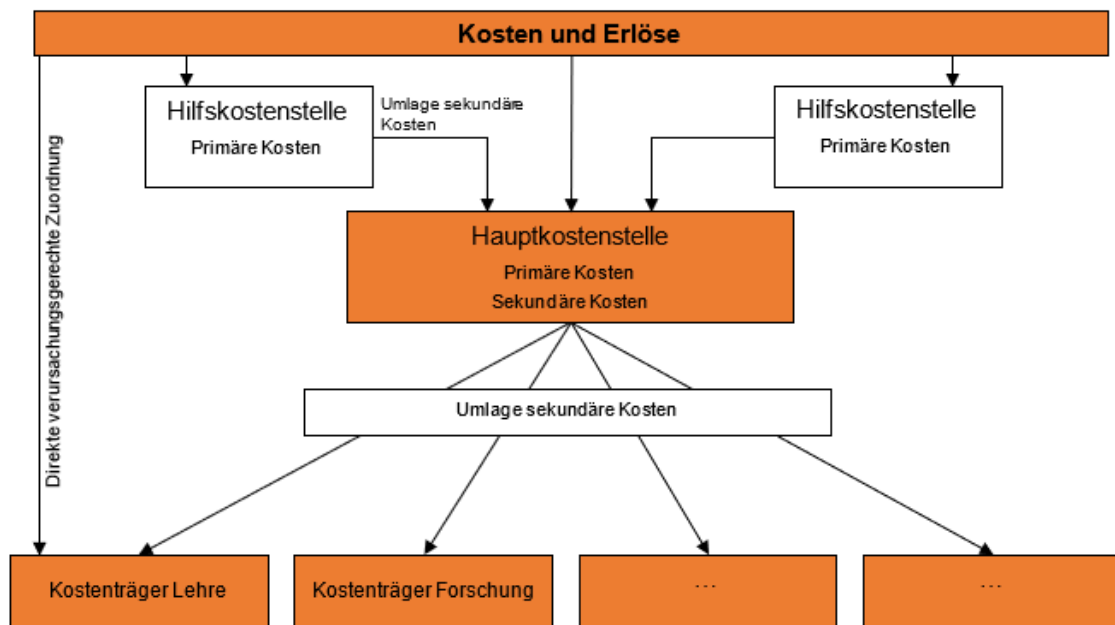 Kosten und Erlöse
Hilfskostenstelle
Primäre Kosten
Umlage sekundäre
Kosten
Hilfskostenstelle
Primäre Kosten
Direkte verursachungsgerechte Zuordnung
Hauptkostenstelle
Primäre Kosten
Sekundäre Kosten
Umlage sekundäre Kosten
Kostenträger Lehre
Kostenträger Forschung
...
...